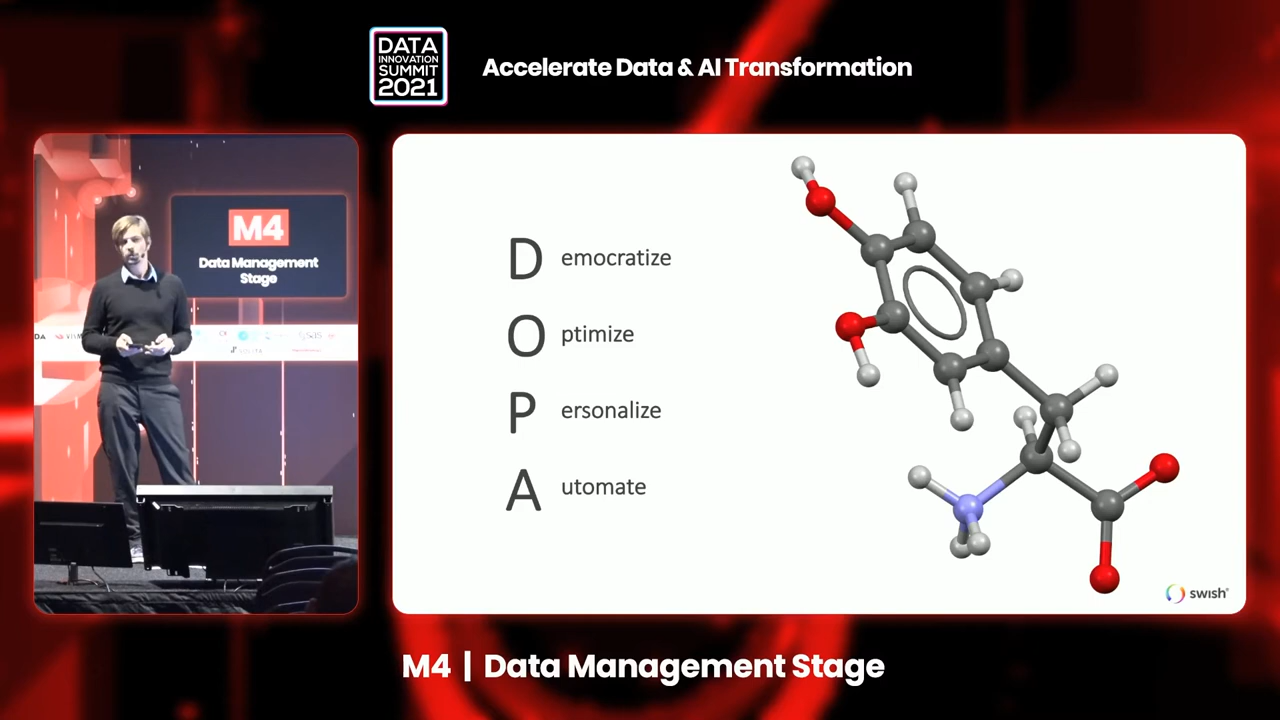 DATA
INNOVATION
SUMMIT
2021
Accelerate Data & AI Transformation
M4
Data Management
Stage
D emocratize
O ptimize
P ersonalize
A utomate
swish
M4 | Data Management Stage